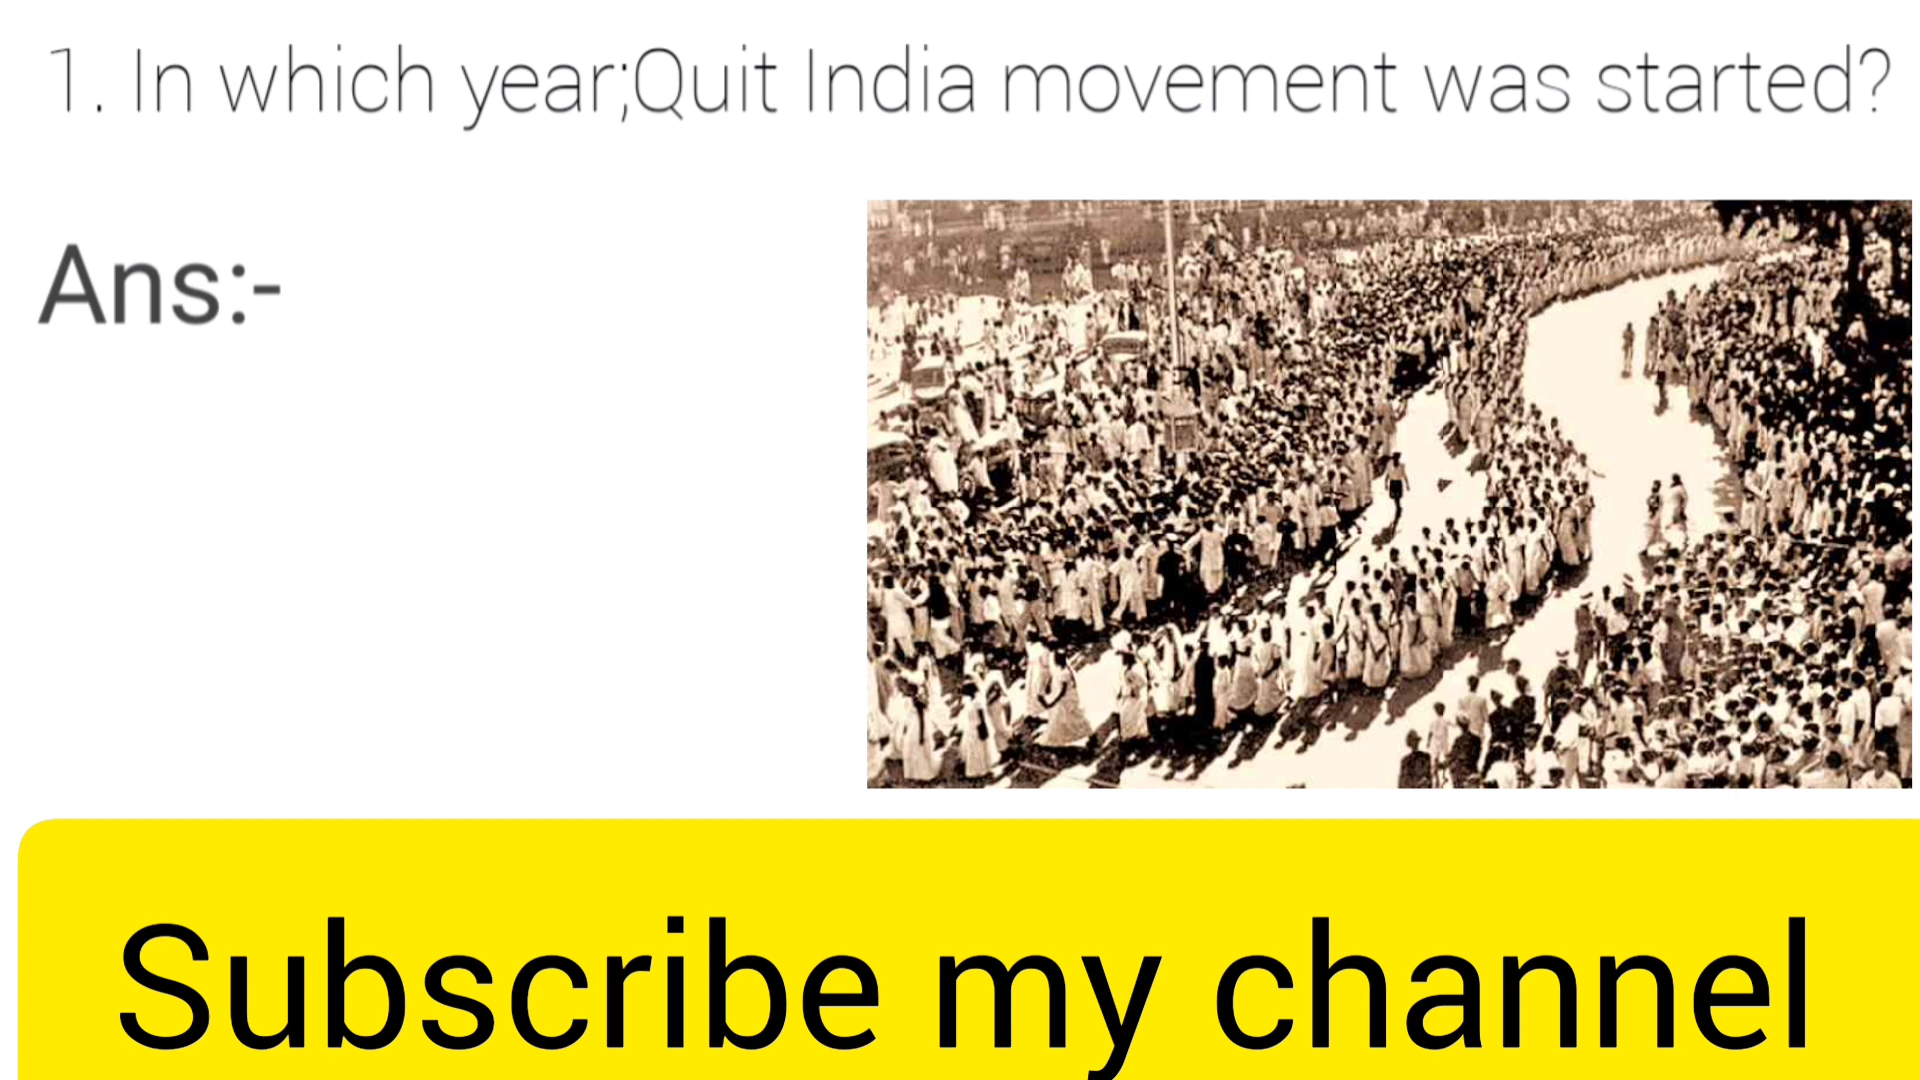 1. In which year;Quit India movement was started?
Ans:-
Subscribe my channel